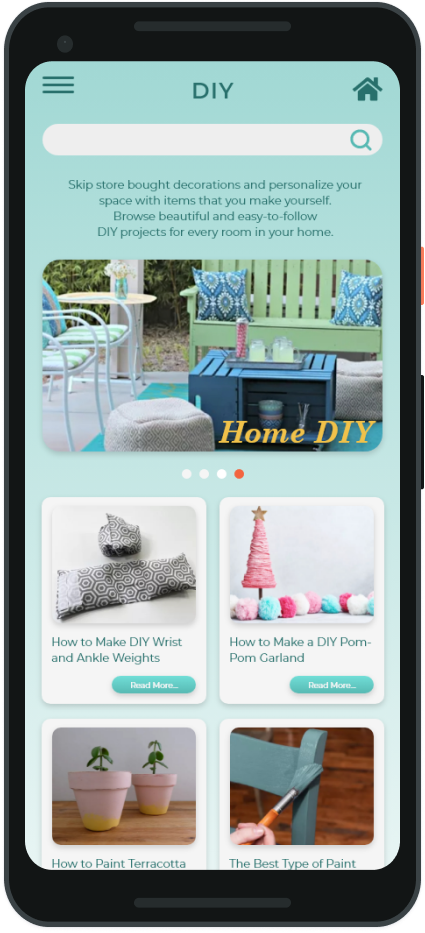 DIY
Skip store bought decorations and personalize your
space with items that you make yourself.
Browse beautiful and easy-to-follow
DIY projects for every room in your home.
Home DIY
How to Make DIY Wrist
and Ankle Weights
Read More...
How to Make a DIY Pom-
Pom Garland
Read More...
How to Paint Terracotta
The Best Type of Paint